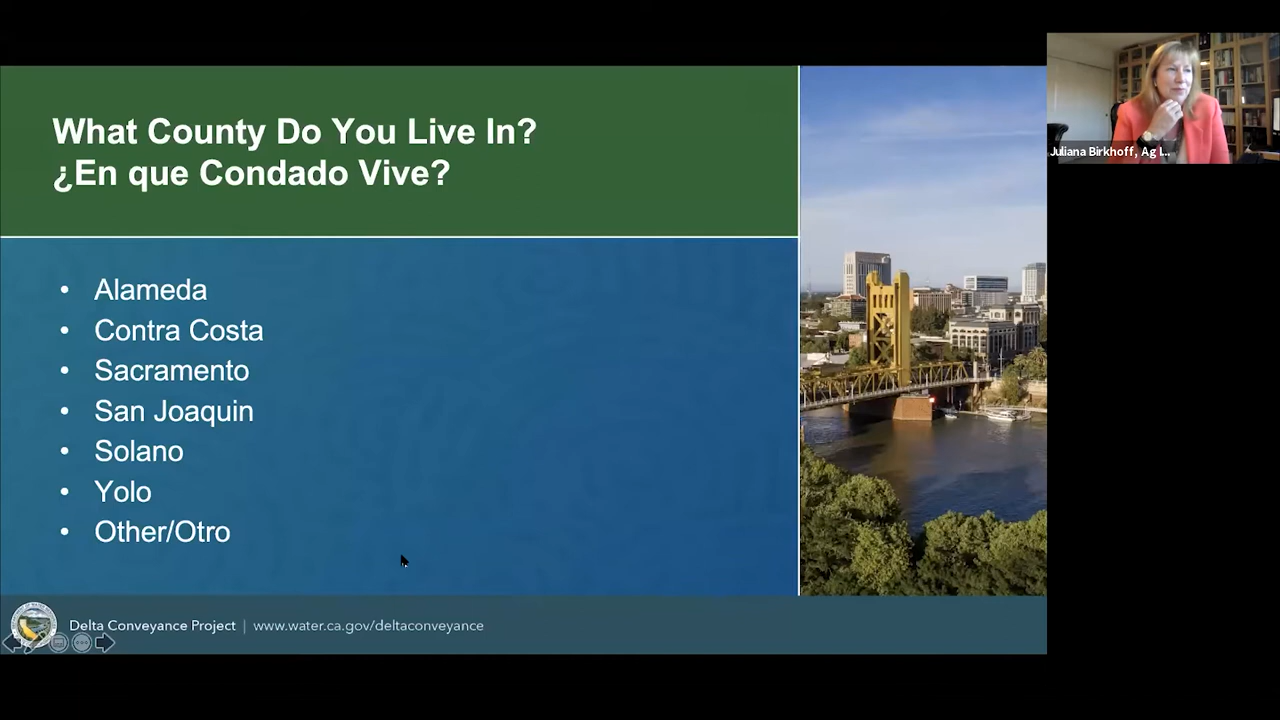 What County Do You Live In?
¿En que Condado Vive?
• Alameda
• Contra Costa
• Sacramento
• San Joaquin
• Solano
• Yolo
• Other/Otro
Delta Conveyance Project | www.water.ca.gov/deltaconveyance
Juliana Birkhoff, Ag I...